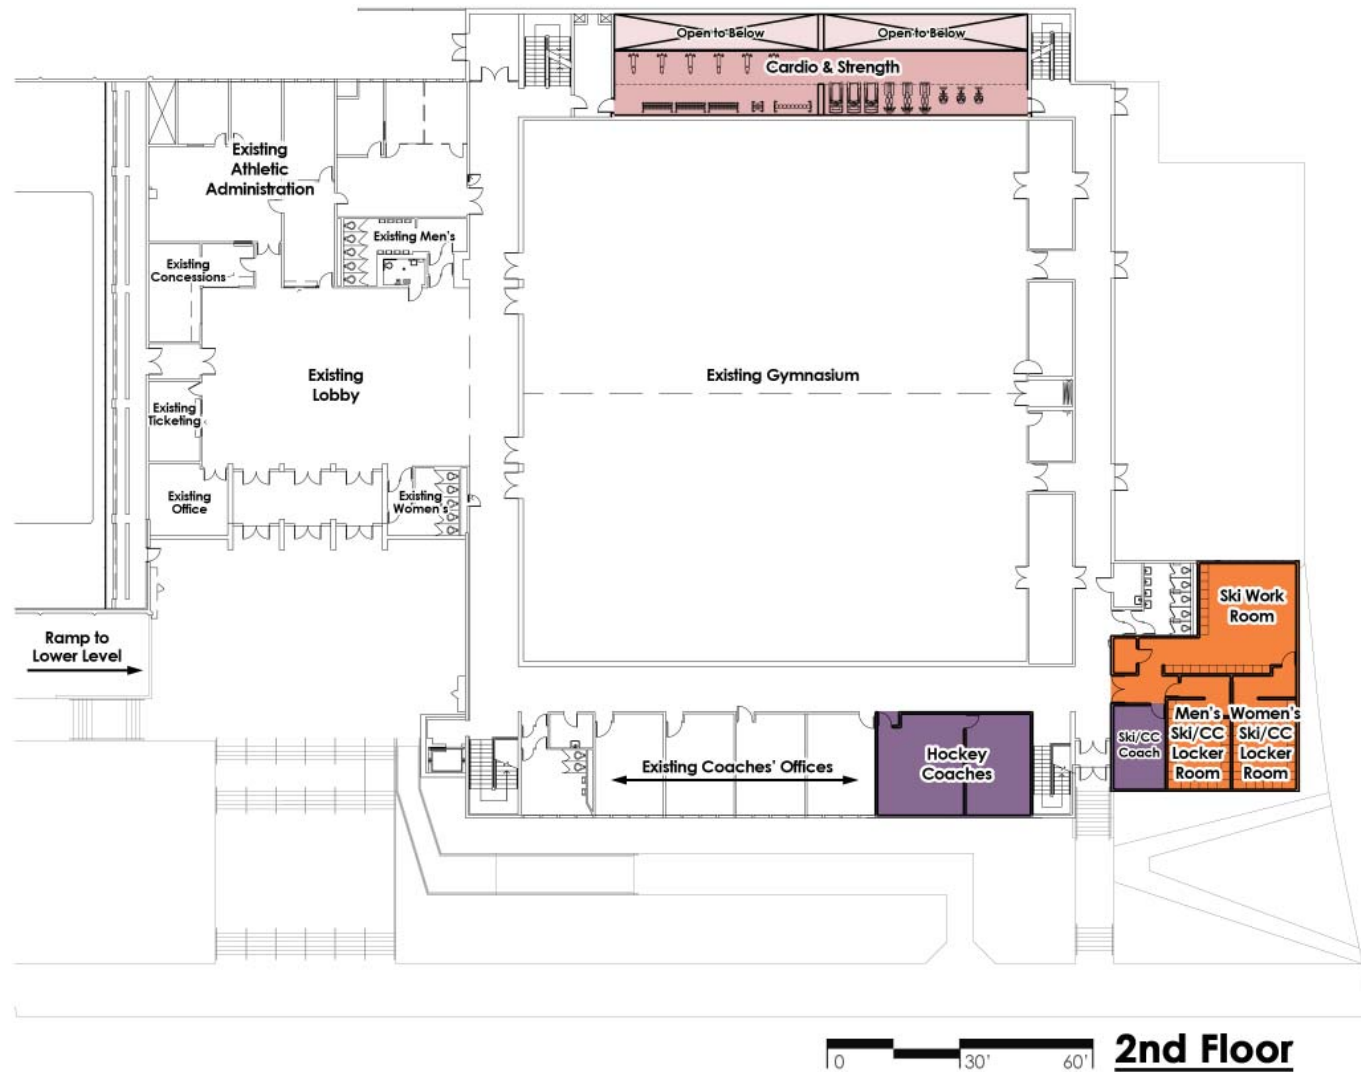 Open to Below
Open to Below
Cardio & Strength
Existing
Athletic
Administration
Existing Men's
Existing
Concessions
Existing
Lobby
Existing Gymnasium
Existing
Ticketing
Existing
Office
Existing
Women's
Ski Work
Room
Ramp to
Lower Level
Men's
Ski/CC
Locker
Room
Women's
Ski/CC
Locker
Room
Ski/CC
Coach
Hockey
Coaches
Existing Coaches' Offices
0 30' 60'
2nd Floor